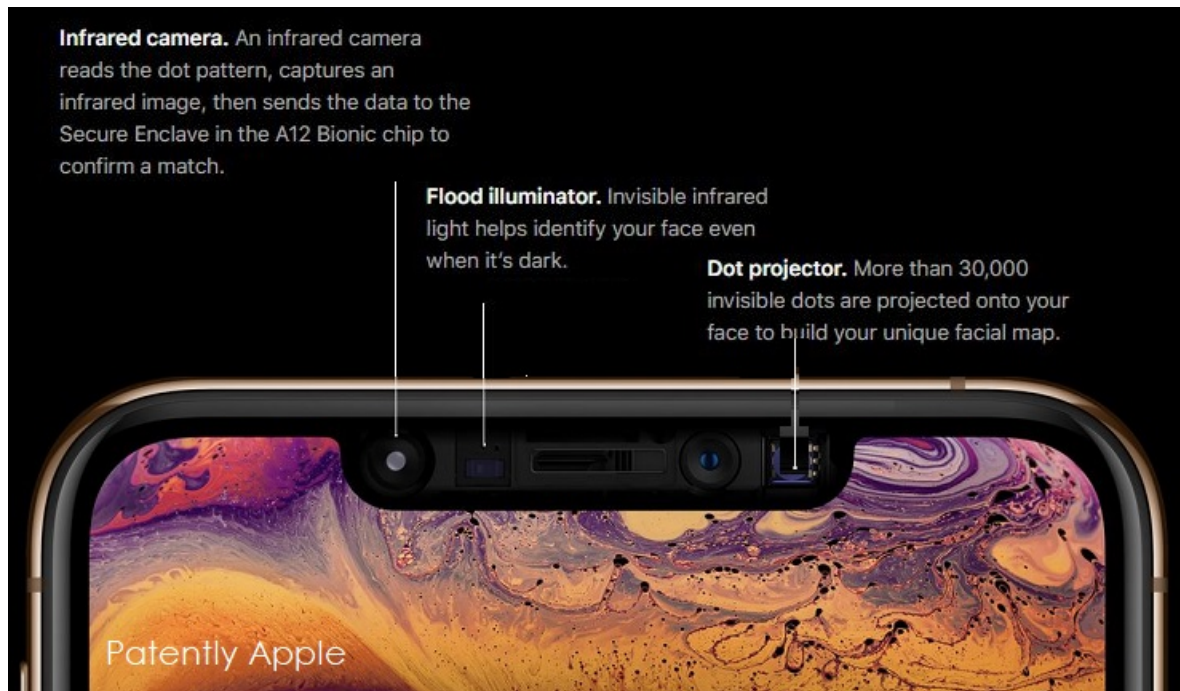 Infrared camera. An infrared camera
reads the dot pattern, captures an
infrared image, then sends the data to the
Secure Enclave in the A12 Bionic chip to
confirm a match.
Flood illuminator. Invisible infrared
light helps identify your face even
when it's dark.
Dot projector. More than 30,000
invisible dots are projected onto your
face to build your unique facial map.
Patently Apple